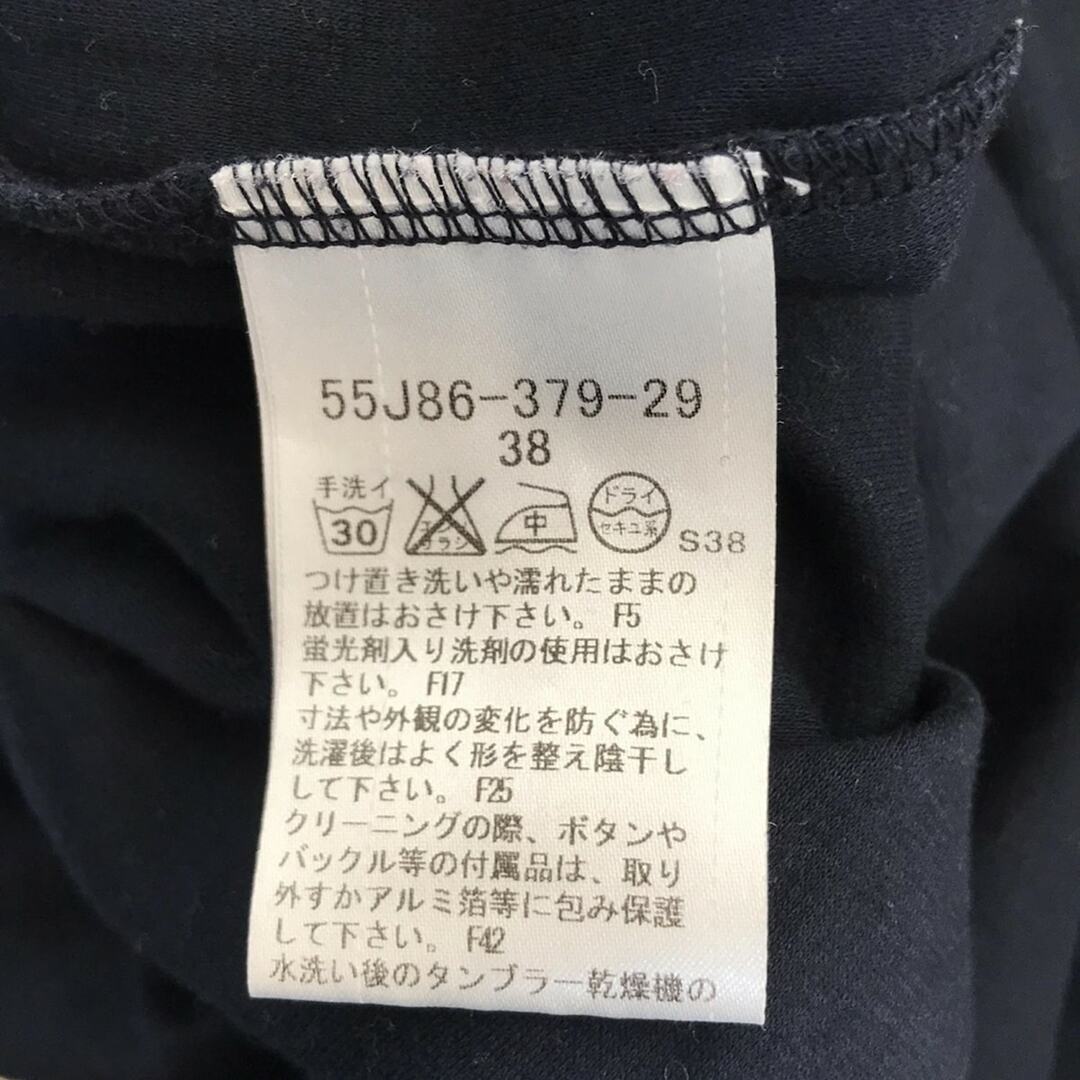 55J86-379-29
38
手洗イ
30
エンソ
サラシ
中
ドライ
セキユ系
S38
つけ置き洗いや濡れたままの
放置はおさけ下さい。 F5
蛍光剤入り洗剤の使用はおさけ
下さい。 F17
寸法や外観の変化を防ぐ為に、
洗濯後はよく形を整え陰干し
して下さい。 F25
クリーニングの際、ボタンや
バックル等の付属品は、取り
外すかアルミ箔等に包み保護
して下さい。 F42
水洗い後のタンブラー乾燥機の